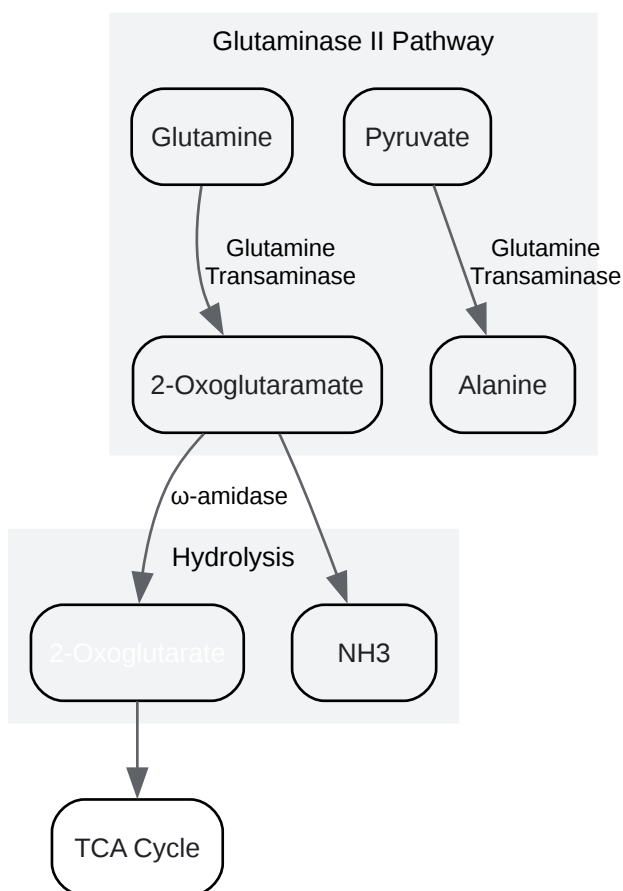 Glutaminase II Pathway
Glutamine
Pyruvate
Glutamine
Transaminase
Glutamine
Transaminase
2-Oxoglutaramate
Alanine
ω-amidase
Hydrolysis
2-Oxoglutarate
NH3
TCA Cycle